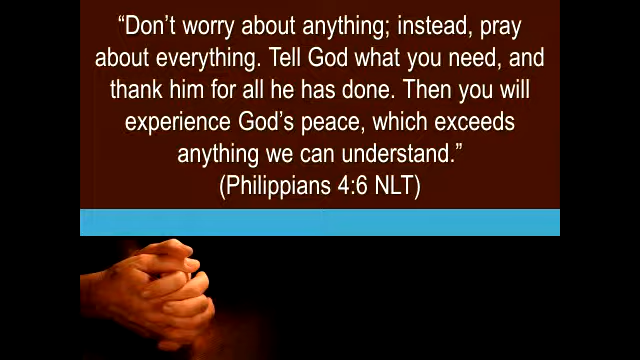 “Don’t worry about anything; instead, pray
about everything. Tell God what you need, and
thank him for all he has done. Then you will
experience God’s peace, which exceeds
anything we can understand.”
(Philippians 4:6 NLT)